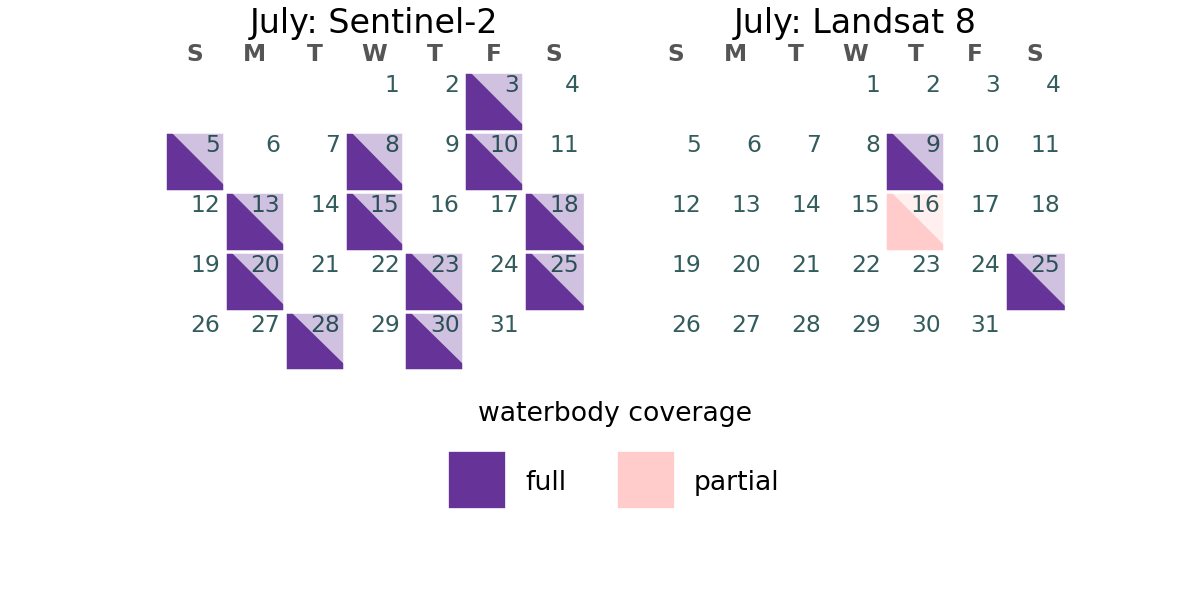 July: Sentinel-2
S M T W T F S
1 2 3 4
5 6 7 8 9 10 11
12 13 14 15 16 17 18
19 20 21 22 23 24 25
26 27 28 29 30 31
July: Landsat 8
S M T W T F S
1 2 3 4
5 6 7 8 9 10 11
12 13 14 15 16 17 18
19 20 21 22 23 24 25
26 27 28 29 30 31
waterbody coverage
full
partial